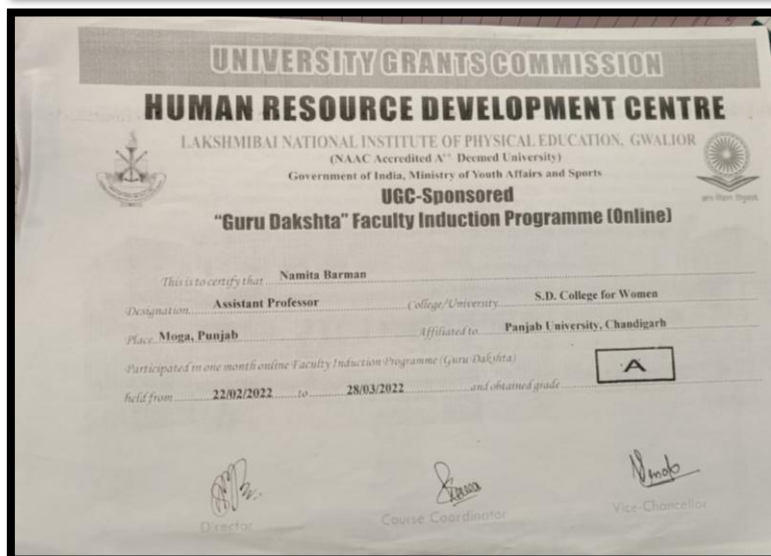 UNIVERSITY GRANTS COMMISSION
HUMAN RESOURCE DEVELOPMENT CENTRE
LAKSHMIBAI NATIONAL INSTITUTE OF PHYSICAL EDUCATION, GWALIOR
(NAAC Accredited A++ Deemed University)
Government of India, Ministry of Youth Affairs and Sports
UGC-Sponsored
"Guru Dakshta" Faculty Induction Programme (Online)
This is to certify that Namita Barman
Designation Assistant Professor College/University S.D. College for Women
Place Moga, Punjab Affiliated to Panjab University, Chandigarh
Participated in one month online Faculty Induction Programme (Guru Dakshta)
held from 22/02/2022 to 28/03/2022 and obtained grade A
Director Course Coordinator Vice-Chancellor